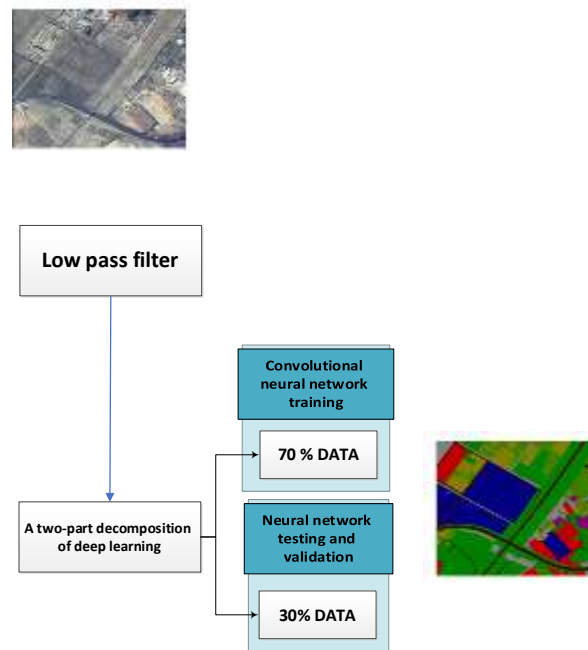 Low pass filter
Convolutional
neural network
training
70 % DATA
A two-part decomposition
of deep learning
Neural network
testing and
validation
30% DATA